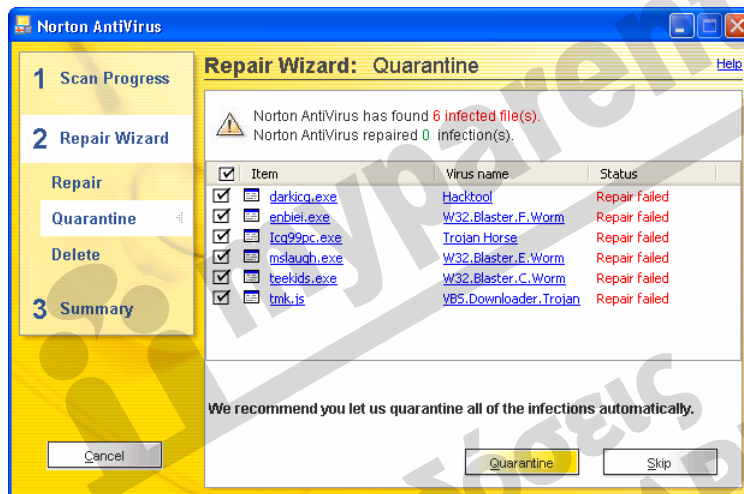 Norton AntiVirus
1 Scan Progress
2 Repair Wizard
Repair
Quarantine
Delete
3 Summary
Cancel
Repair Wizard: Quarantine
Help
Norton AntiVirus has found 6 infected file(s).
Norton AntiVirus repaired 0 infection(s).
Item Virus name Status
darkicq.exe Hacktool Repair failed
enbiei.exe W32.Blaster.F.Worm Repair failed
Icq99pc.exe Trojan Horse Repair failed
mslaugh.exe W32.Blaster.E.Worm Repair failed
teekids.exe W32.Blaster.C.Worm Repair failed
tmk.js VBS.Downloader.Trojan Repair failed
We recommend you let us quarantine all of the infections automatically.
Quarantine Skip
myparent